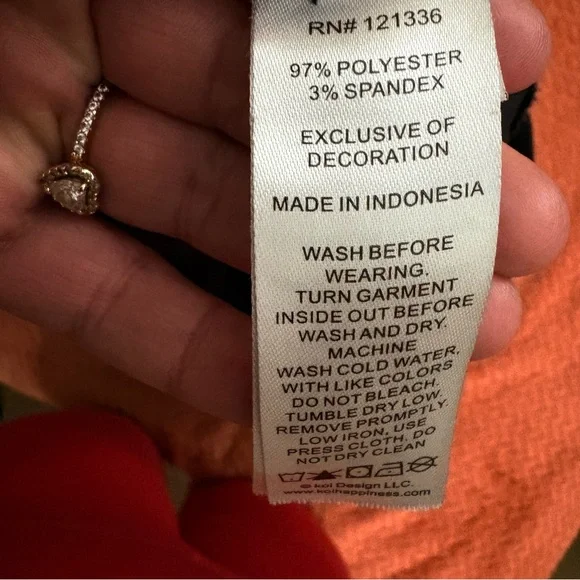 RN# 121336
97% POLYESTER
3% SPANDEX
EXCLUSIVE OF
DECORATION
MADE IN INDONESIA
WASH BEFORE
WEARING.
TURN GARMENT
INSIDE OUT BEFORE
WASH AND DRY.
MACHINE
WASH COLD WATER,
WITH LIKE COLORS
DO NOT BLEACH.
TUMBLE DRY LOW.
REMOVE PROMPTLY.
LOW IRON, USE
PRESS CLOTH, DO
NOT DRY CLEAN
© koi Design LLC.
www.koihappiness.com